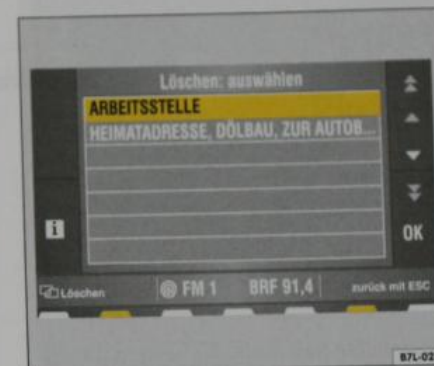 Löschen: auswählen
ARBEITSSTELLE
HEIMATADRESSE, DÖLBAU, ZUR AUTOB...
i
OK
Löschen FM 1 BRF 91,4 zurück mit ESC
B7L-02